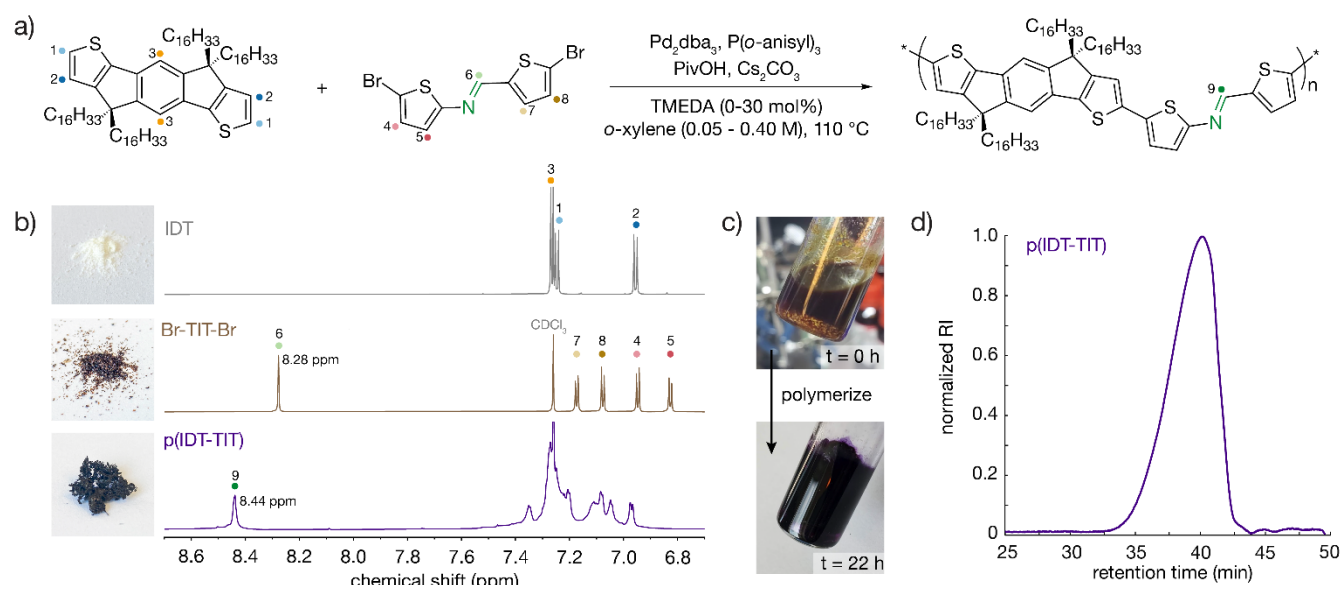 a)
C₁₆H₃₃
C₁₆H₃₃
C₁₆H₃₃
C₁₆H₃₃
S
S
1
2
3
3
2
1
+
Br
S
N
S
Br
4
5
6
7
8
Pd₂dba₃, P(o-anisyl)₃
PivOH, Cs₂CO₃
TMEDA (0-30 mol%)
o-xylene (0.05 - 0.40 M), 110 °C
*
S
C₁₆H₃₃
C₁₆H₃₃
C₁₆H₃₃
C₁₆H₃₃
S
S
N
9
S
*
n
b)
IDT
3
1
2
Br-TIT-Br
6
8.28 ppm
CDCl₃
7
8
4
5
p(IDT-TIT)
9
8.44 ppm
8.6 8.4 8.2 8.0 7.8 7.6 7.4 7.2 7.0 6.8
chemical shift (ppm)
c)
t = 0 h
polymerize
t = 22 h
d)
p(IDT-TIT)
normalized RI
1.0
0.8
0.6
0.4
0.2
0
25 30 35 40 45 50
retention time (min)